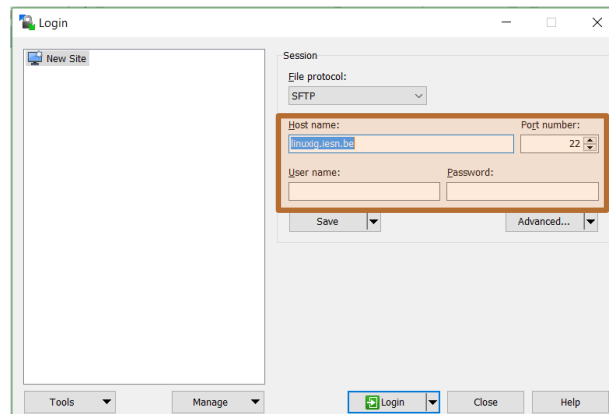 Login
New Site
Session
File protocol:
SFTP
Host name: Port number:
linuxig.iesn.be 22
User name: Password:
Save Advanced...
Tools Manage Login Close Help